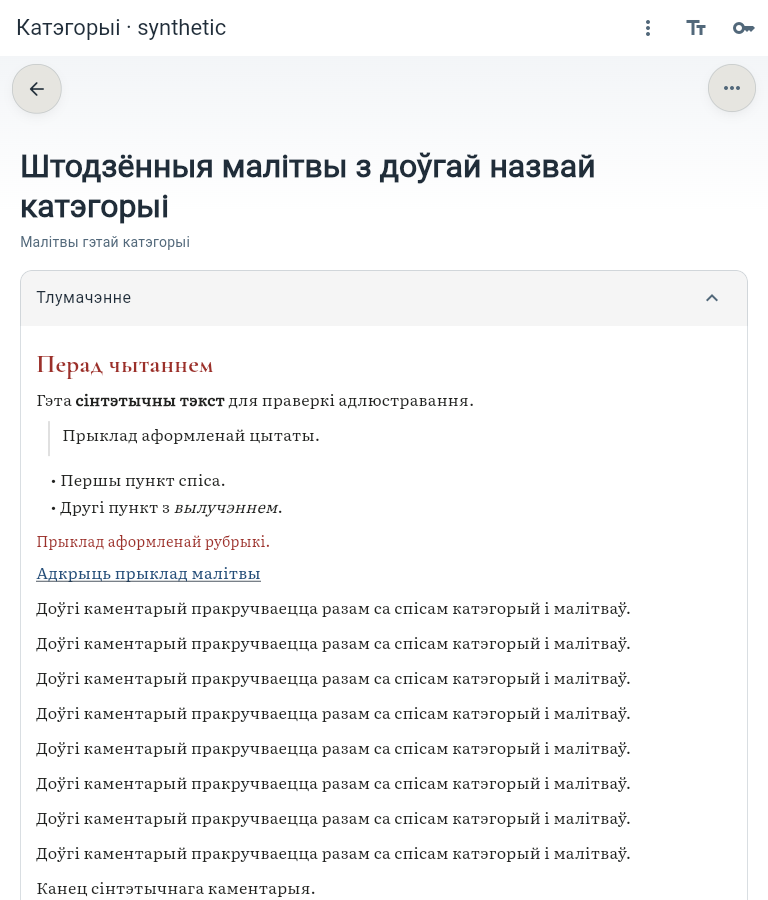 Катэгорыі · synthetic
Штодзённыя малітвы з доўгай назвай
катэгорыі
Малітвы гэтай катэгорыі
Тлумачэнне
Перад чытаннем
Гэта сінтэтычны тэкст для праверкі адлюстравання.
Прыклад аформленай цытаты.
• Першы пункт спіса.
• Другі пункт з вылучэннем.
Прыклад аформленай рубрыкі.
Адкрыць прыклад малітвы
Доўгі каментарый пракручваецца разам са спісам катэгорый і малітваў.
Доўгі каментарый пракручваецца разам са спісам катэгорый і малітваў.
Доўгі каментарый пракручваецца разам са спісам катэгорый і малітваў.
Доўгі каментарый пракручваецца разам са спісам катэгорый і малітваў.
Доўгі каментарый пракручваецца разам са спісам катэгорый і малітваў.
Доўгі каментарый пракручваецца разам са спісам катэгорый і малітваў.
Доўгі каментарый пракручваецца разам са спісам катэгорый і малітваў.
Доўгі каментарый пракручваецца разам са спісам катэгорый і малітваў.
Канец сінтэтычнага каментарыя.